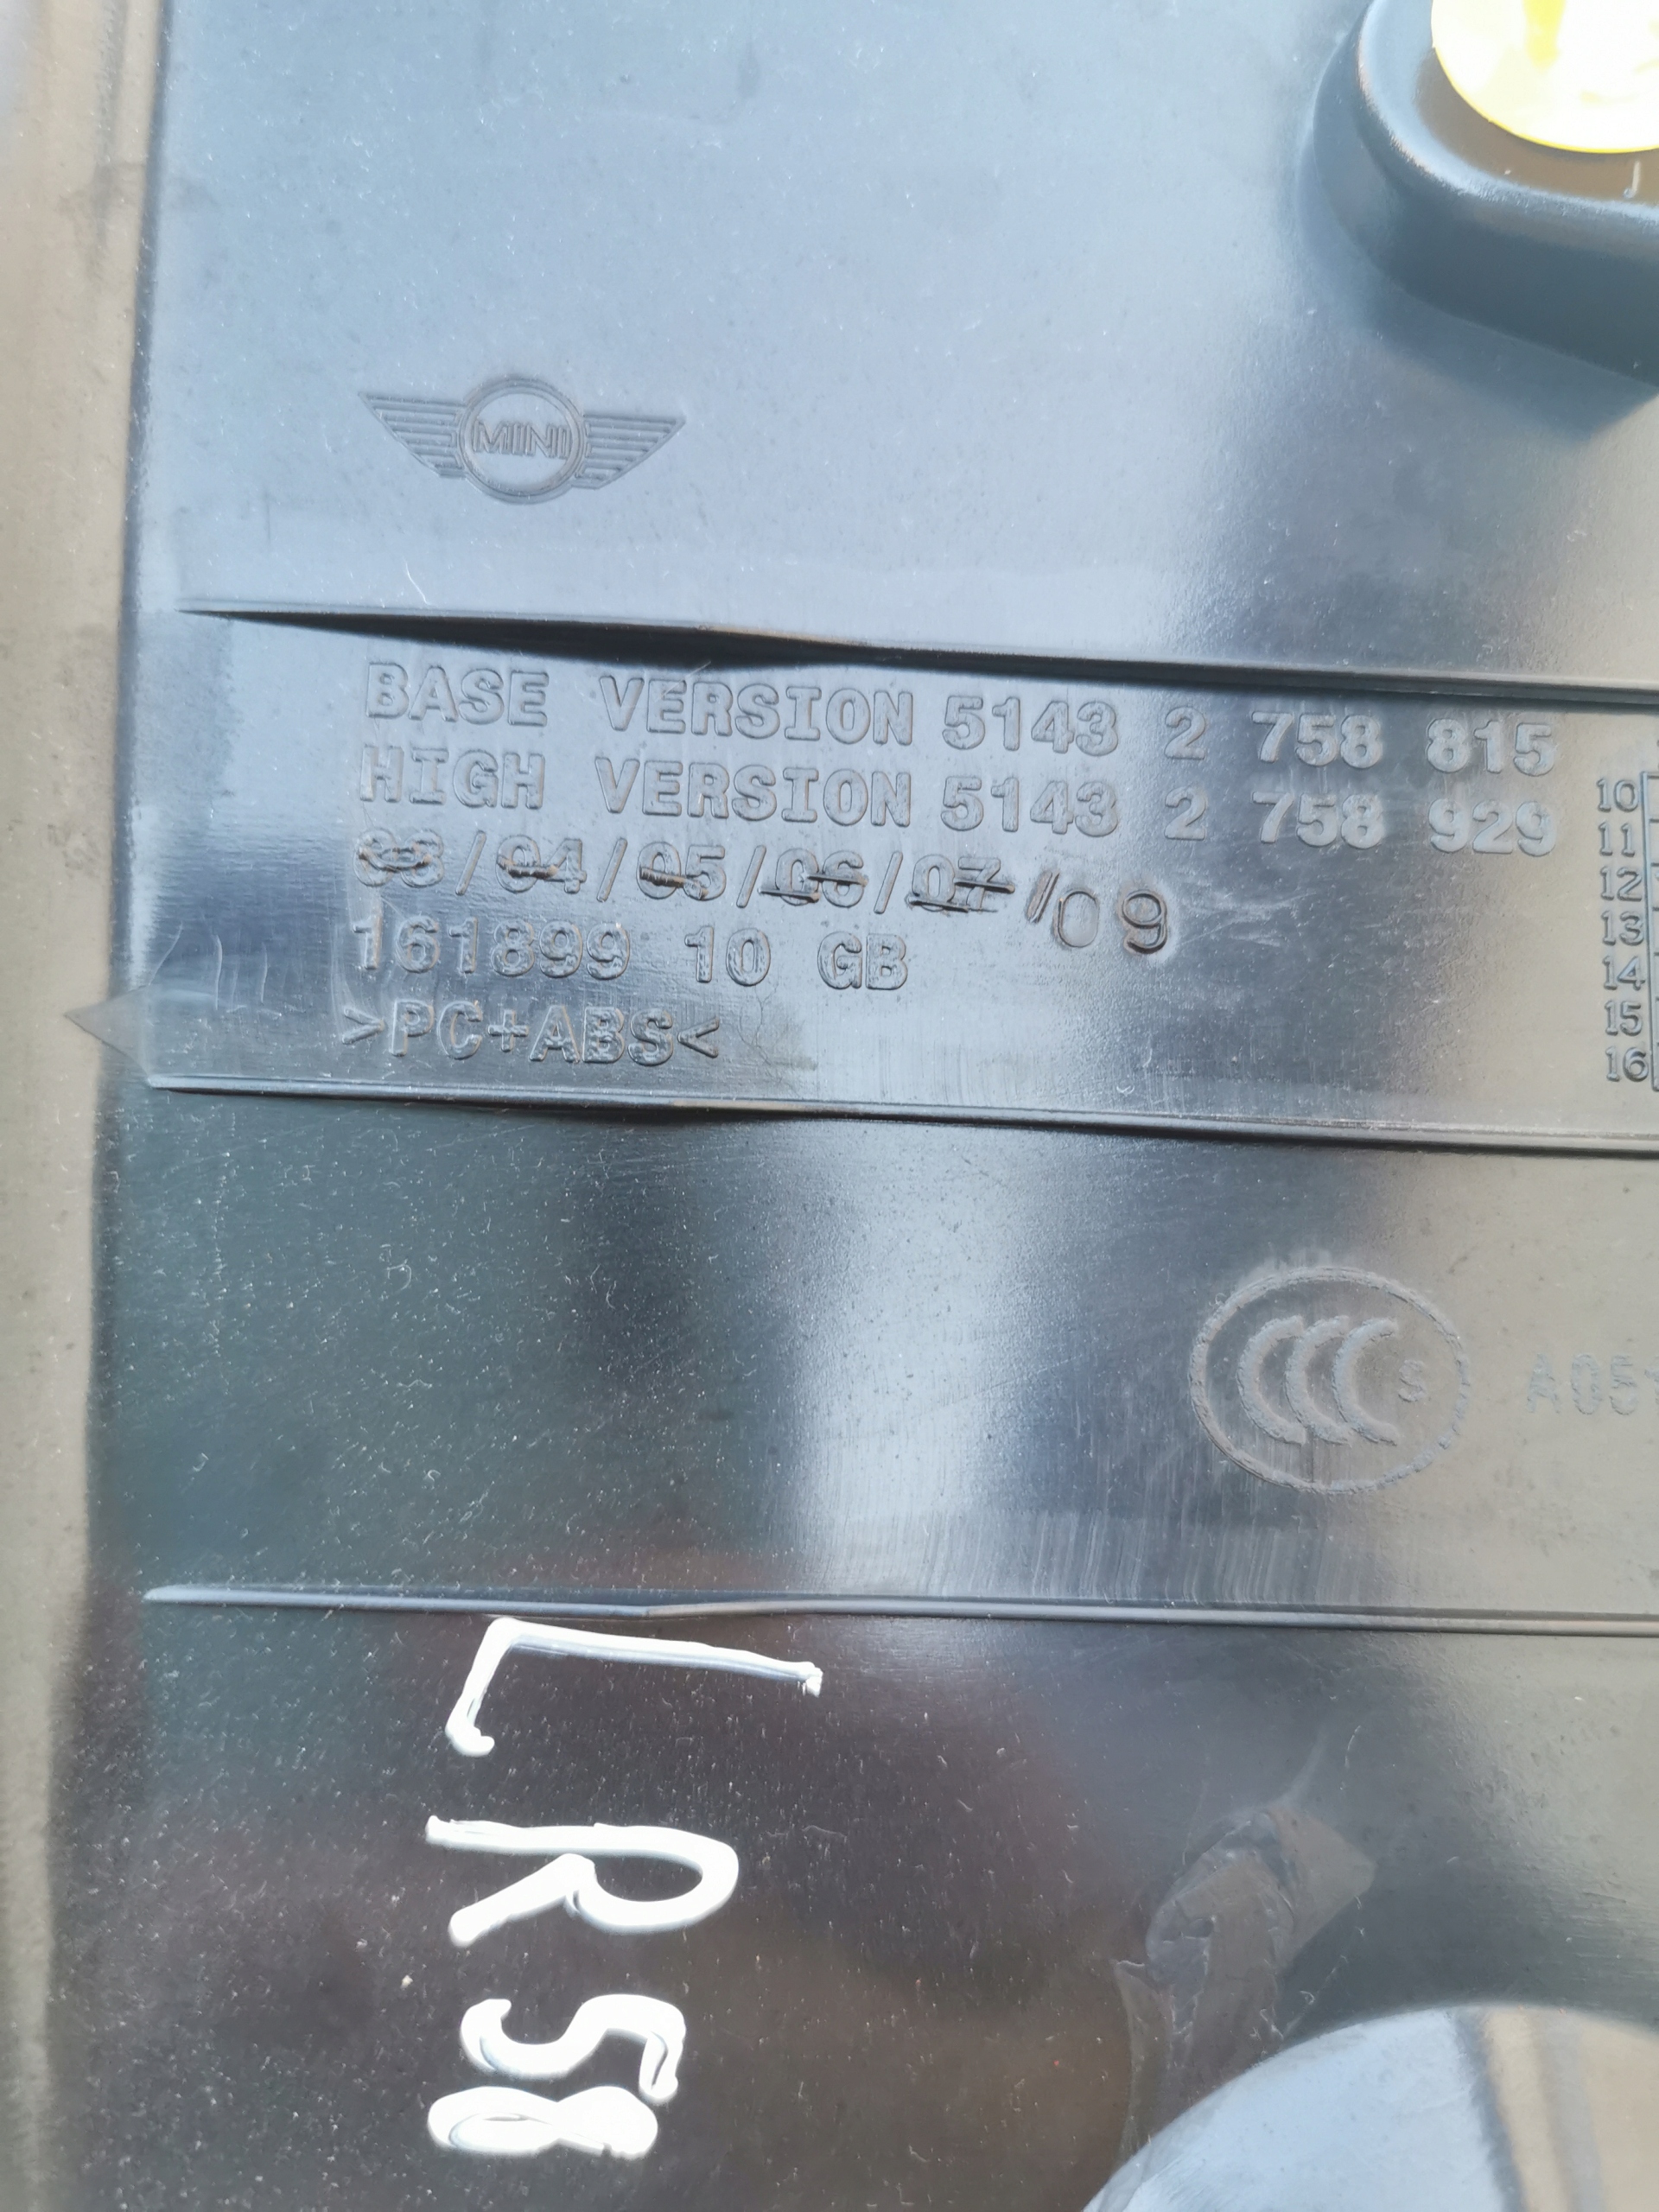 MINI
BASE VERSION 5143 2 758 815
HIGH VERSION 5143 2 758 929
03/04/05/06/07/09
161899 10 GB
>PC+ABS<
10
11
12
13
14
15
16
CCC S
L R58